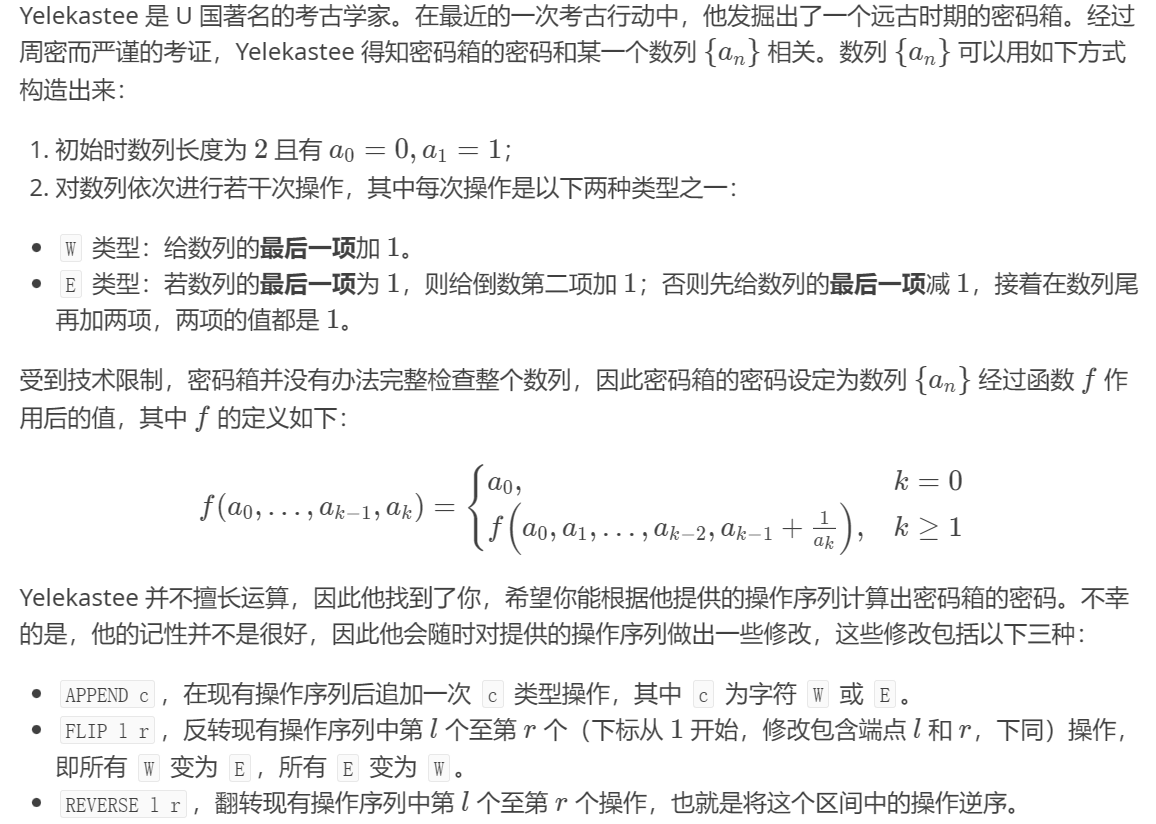 Yelekastee 是 U 国著名的考古学家。在最近的一次考古行动中，他发掘出了一个远古时期的密码箱。经过
周密而严谨的考证，Yelekastee 得知密码箱的密码和某一个数列 {aₙ} 相关。数列 {aₙ} 可以用如下方式
构造出来：
1. 初始时数列长度为 2 且有 a₀ = 0, a₁ = 1；
2. 对数列依次进行若干次操作，其中每次操作是以下两种类型之一：
• W 类型：给数列的最后一项加 1。
• E 类型：若数列的最后一项为 1，则给倒数第二项加 1；否则先给数列的最后一项减 1，接着在数列尾
再加两项，两项的值都是 1。
受到技术限制，密码箱并没有办法完整检查整个数列，因此密码箱的密码设定为数列 {aₙ} 经过函数 f 作
用后的值，其中 f 的定义如下：
f(a₀, …, aₖ₋₁, aₖ) = { a₀, k = 0
f(a₀, a₁, …, aₖ₋₂, aₖ₋₁ + 1/aₖ), k ≥ 1
Yelekastee 并不擅长运算，因此他找到了你，希望你能根据他提供的操作序列计算出密码箱的密码。不幸
的是，他的记性并不是很好，因此他会随时对提供的操作序列做出一些修改，这些修改包括以下三种：
• APPEND c，在现有操作序列后追加一次 c 类型操作，其中 c 为字符 W 或 E。
• FLIP l r，反转现有操作序列中第 l 个至第 r 个（下标从 1 开始，修改包含端点 l 和 r，下同）操作，
即所有 W 变为 E，所有 E 变为 W。
• REVERSE l r，翻转现有操作序列中第 l 个至第 r 个操作，也就是将这个区间中的操作逆序。